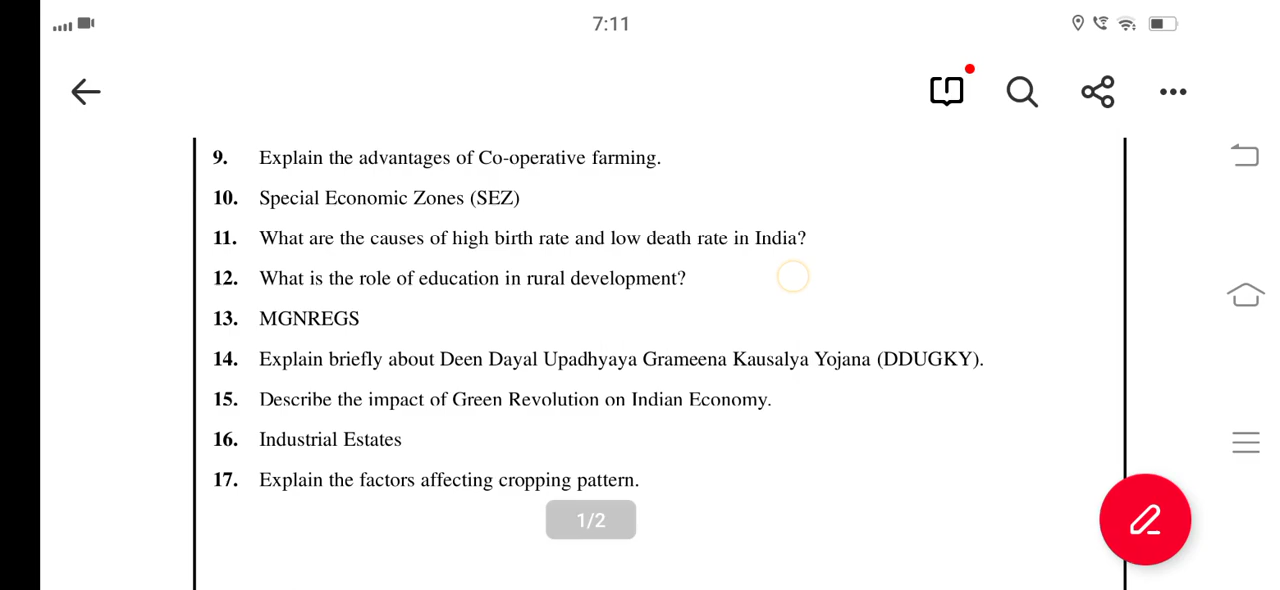 7:11
9. Explain the advantages of Co-operative farming.
10. Special Economic Zones (SEZ)
11. What are the causes of high birth rate and low death rate in India?
12. What is the role of education in rural development?
13. MGNREGS
14. Explain briefly about Deen Dayal Upadhyaya Grameena Kausalya Yojana (DDUGKY).
15. Describe the impact of Green Revolution on Indian Economy.
16. Industrial Estates
17. Explain the factors affecting cropping pattern.
1/2